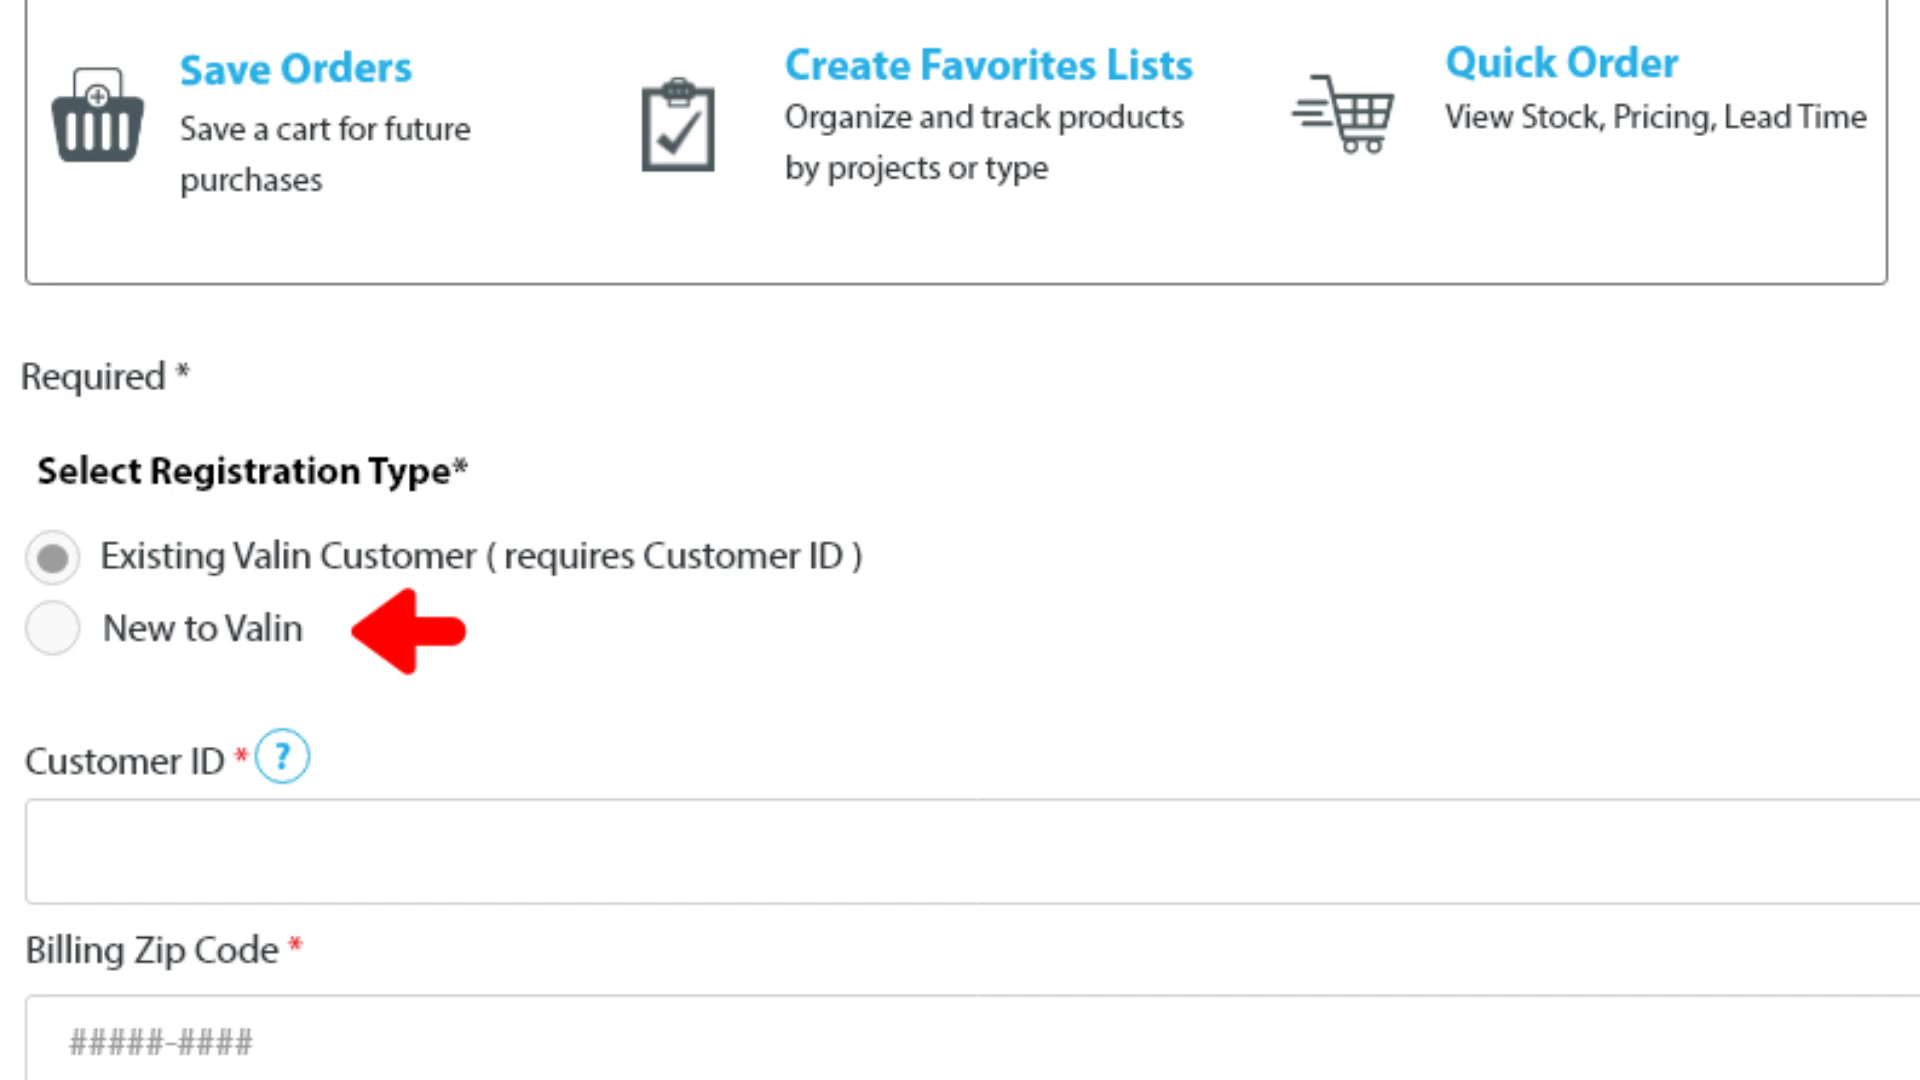 Save Orders
Save a cart for future
purchases
Create Favorites Lists
Organize and track products
by projects or type
Quick Order
View Stock, Pricing, Lead Time
Required *
Select Registration Type*
Existing Valin Customer ( requires Customer ID )
New to Valin
Customer ID * ?
Billing Zip Code *
#####-####